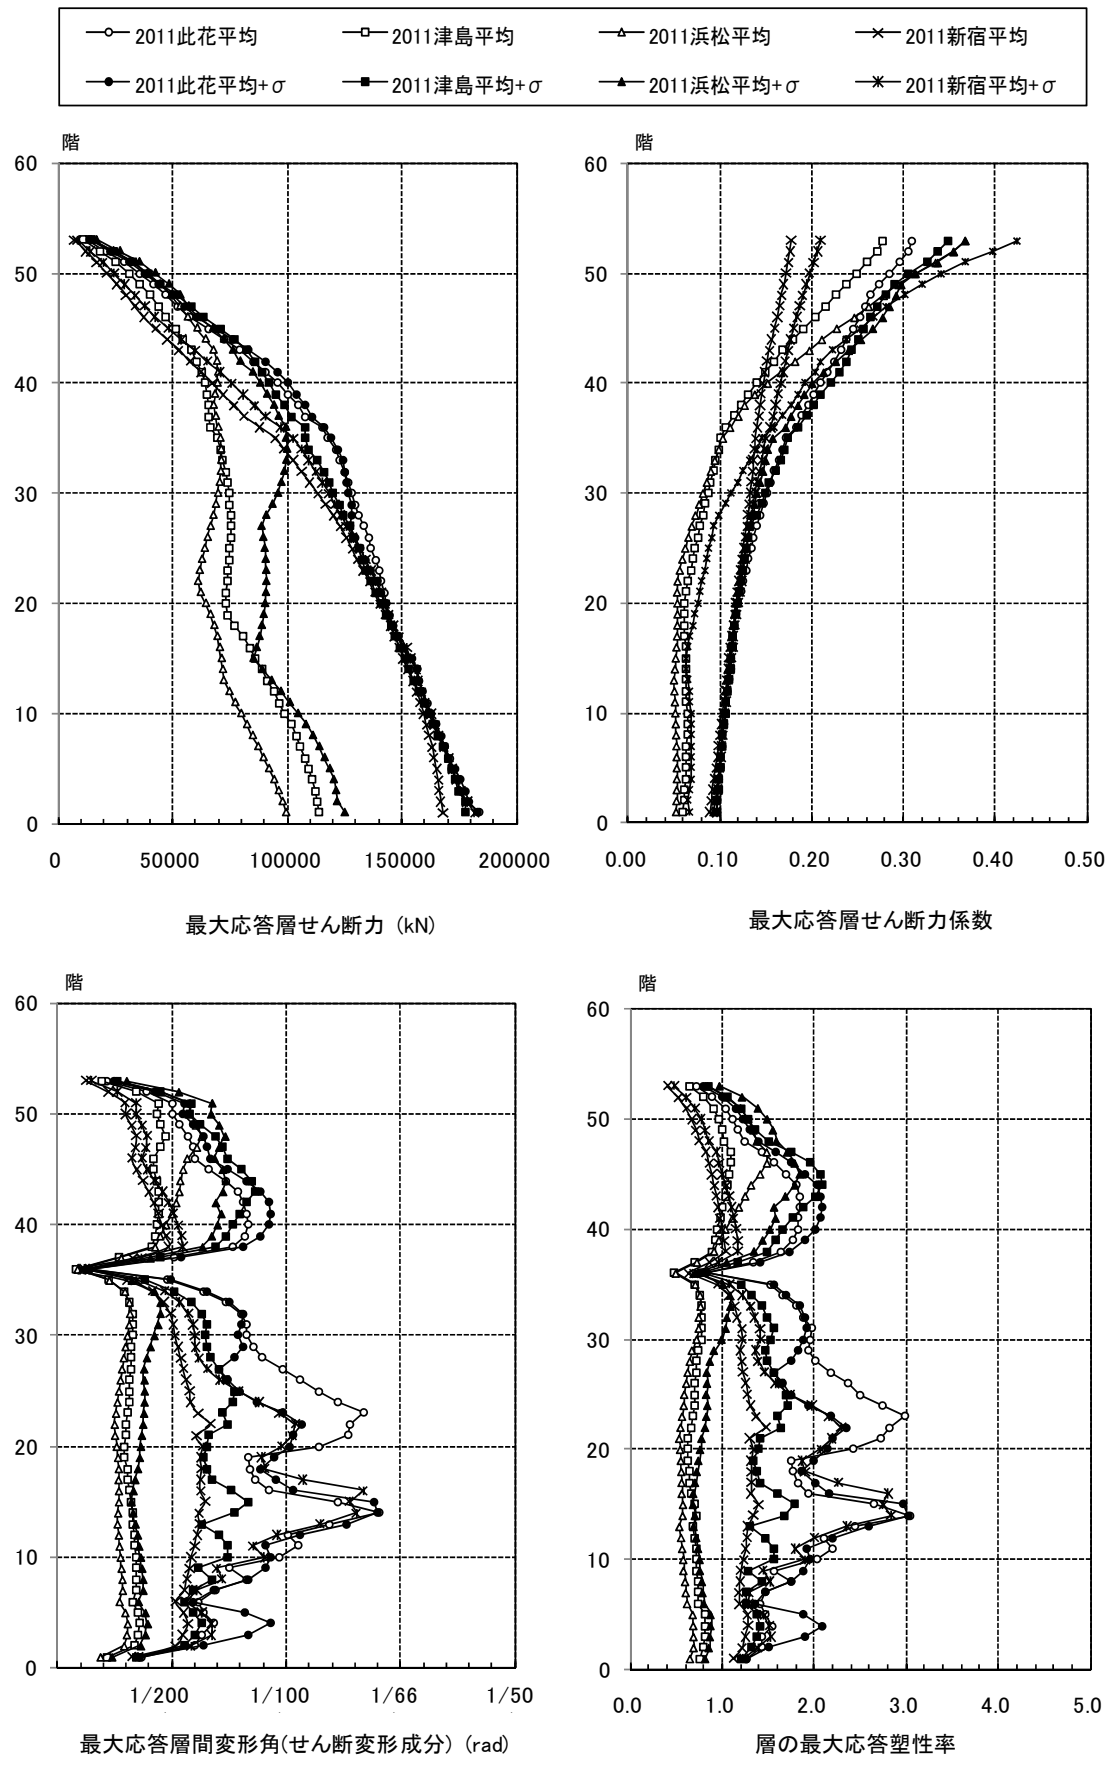 2011此花平均 2011津島平均 2011浜松平均 2011新宿平均
2011此花平均+σ 2011津島平均+σ 2011浜松平均+σ 2011新宿平均+σ
階
60
50
40
30
20
10
0
0 50000 100000 150000 200000
最大応答層せん断力 (kN)
階
60
50
40
30
20
10
0
0.00 0.10 0.20 0.30 0.40 0.50
最大応答層せん断力係数
階
60
50
40
30
20
10
0
1/200 1/100 1/66 1/50
最大応答層間変形角(せん断変形成分) (rad)
階
60
50
40
30
20
10
0
0.0 1.0 2.0 3.0 4.0 5.0
層の最大応答塑性率